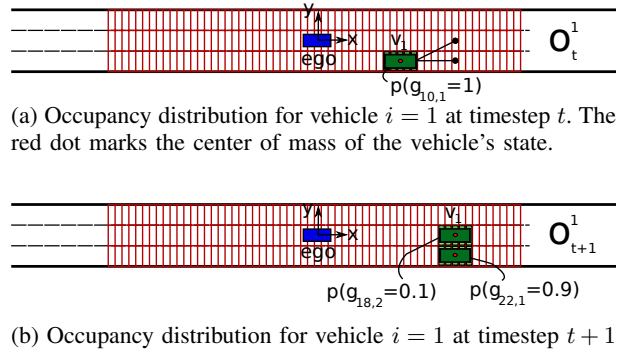 y
v₁
x
O¹ₜ
ego
p(g₁₀,₁=1)
(a) Occupancy distribution for vehicle i = 1 at timestep t. The
red dot marks the center of mass of the vehicle's state.
y
v₁
x
O¹ₜ₊₁
ego
p(g₁₈,₂=0.1) p(g₂₂,₁=0.9)
(b) Occupancy distribution for vehicle i = 1 at timestep t + 1